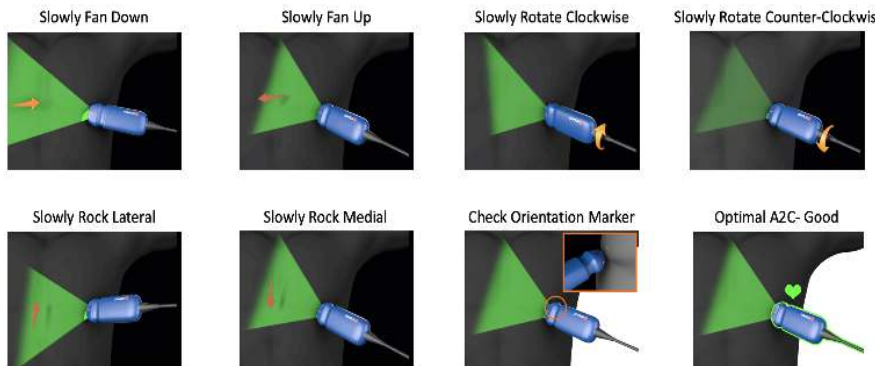 Slowly Fan Down
Slowly Fan Up
Slowly Rotate Clockwise
Slowly Rotate Counter-Clockwis
Slowly Rock Lateral
Slowly Rock Medial
Check Orientation Marker
Optimal A2C- Good